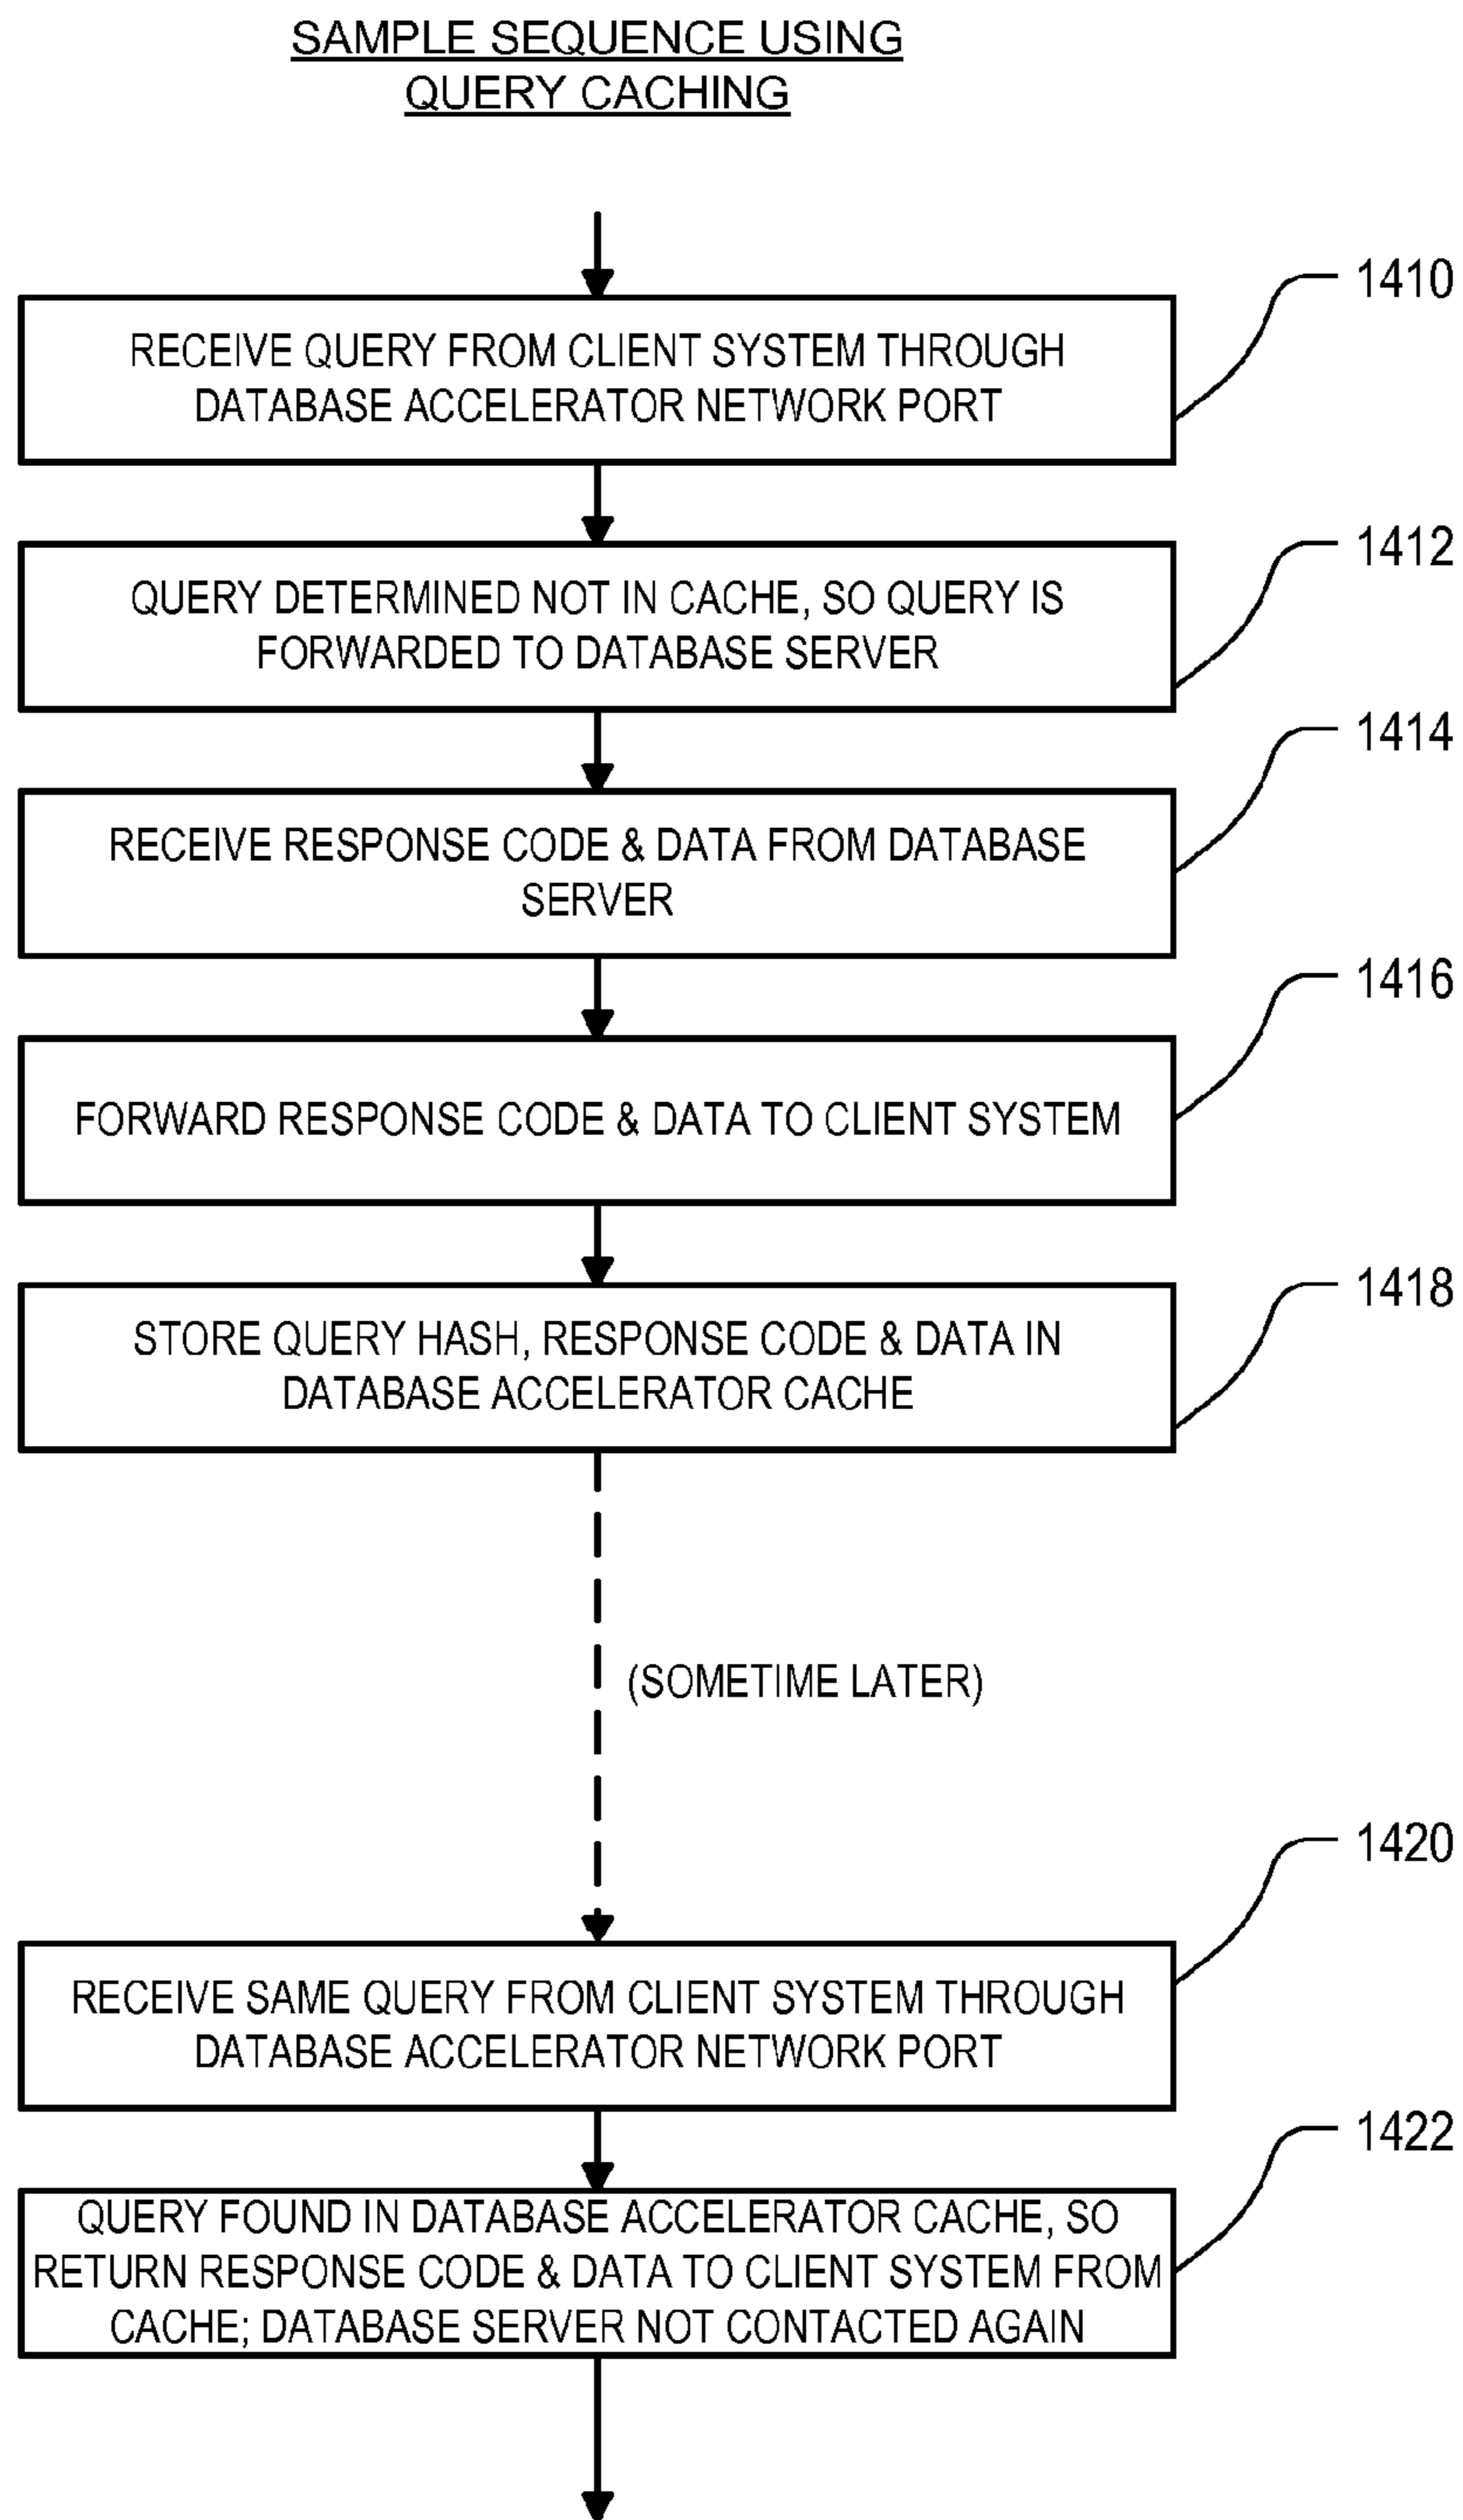 SAMPLE SEQUENCE USING
QUERY CACHING
1410
RECEIVE QUERY FROM CLIENT SYSTEM THROUGH
DATABASE ACCELERATOR NETWORK PORT
1412
QUERY DETERMINED NOT IN CACHE, SO QUERY IS
FORWARDED TO DATABASE SERVER
1414
RECEIVE RESPONSE CODE & DATA FROM DATABASE
SERVER
1416
FORWARD RESPONSE CODE & DATA TO CLIENT SYSTEM
1418
STORE QUERY HASH, RESPONSE CODE & DATA IN
DATABASE ACCELERATOR CACHE
(SOMETIME LATER)
1420
RECEIVE SAME QUERY FROM CLIENT SYSTEM THROUGH
DATABASE ACCELERATOR NETWORK PORT
1422
QUERY FOUND IN DATABASE ACCELERATOR CACHE, SO
RETURN RESPONSE CODE & DATA TO CLIENT SYSTEM FROM
CACHE; DATABASE SERVER NOT CONTACTED AGAIN